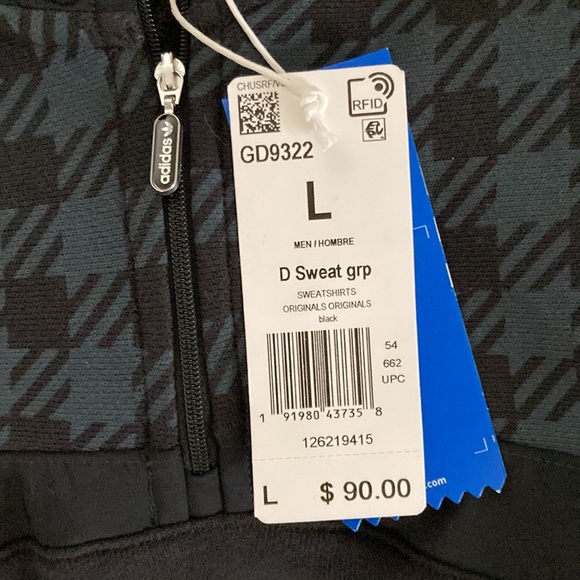 adidas
RFID
GD9322
L
MEN / HOMBRE
D Sweat grp
SWEATSHIRTS
ORIGINALS ORIGINALS
black
54
662
UPC
1 91980 43735 8
126219415
L $ 90.00
.com